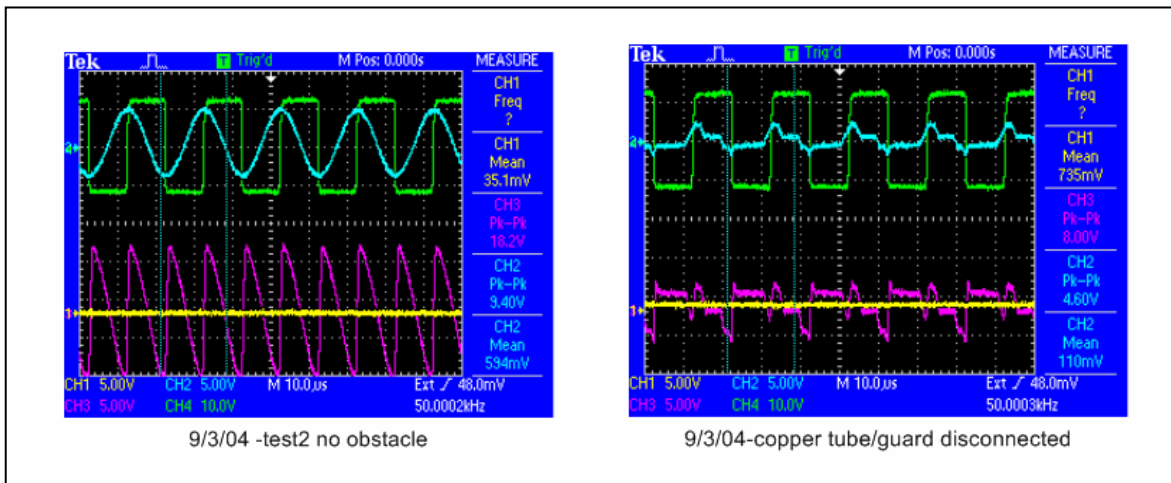 Tek
T Trig'd
M Pos: 0.000s
MEASURE
CH1
Freq
?
CH1
Mean
35.1mV
CH3
Pk-Pk
18.2V
CH2
Pk-Pk
9.40V
CH2
Mean
594mV
2
1
CH1 5.00V
CH2 5.00V
M 10.0µs
Ext / 48.0mV
CH3 5.00V
CH4 10.0V
50.0002kHz
9/3/04 -test2 no obstacle
Tek
T Trig'd
M Pos: 0.000s
MEASURE
CH1
Freq
?
CH1
Mean
735mV
CH3
Pk-Pk
8.00V
CH2
Pk-Pk
4.60V
CH2
Mean
110mV
2
1
CH1 5.00V
CH2 5.00V
M 10.0µs
Ext / 48.0mV
CH3 5.00V
CH4 10.0V
50.0003kHz
9/3/04-copper tube/guard disconnected